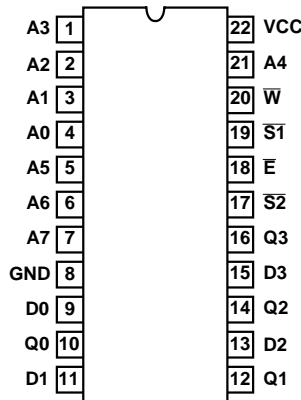 A3 1 22 VCC
A2 2 21 A4
A1 3 20 W̅
A0 4 19 S̅1̅
A5 5 18 E̅
A6 6 17 S̅2̅
A7 7 16 Q3
GND 8 15 D3
D0 9 14 Q2
Q0 10 13 D2
D1 11 12 Q1